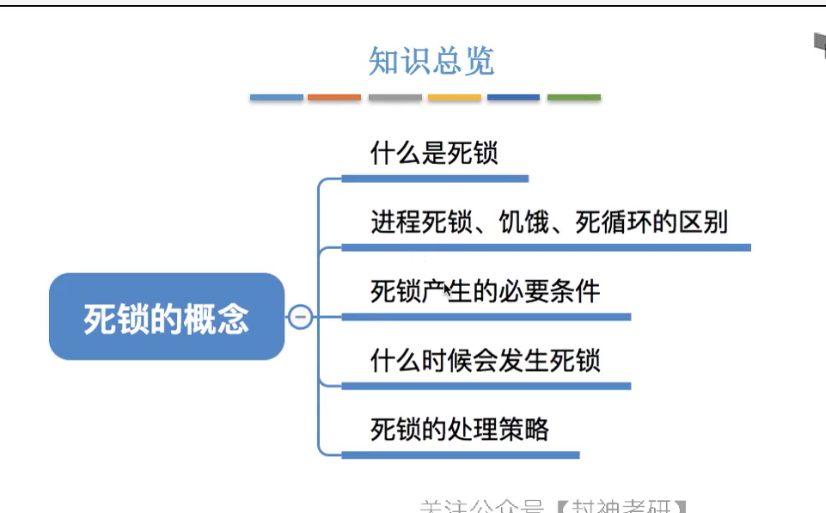 知识总览
什么是死锁
进程死锁、饥饿、死循环的区别
死锁产生的必要条件
死锁的概念
什么时候会发生死锁
死锁的处理策略
关注公众号【封神考研】